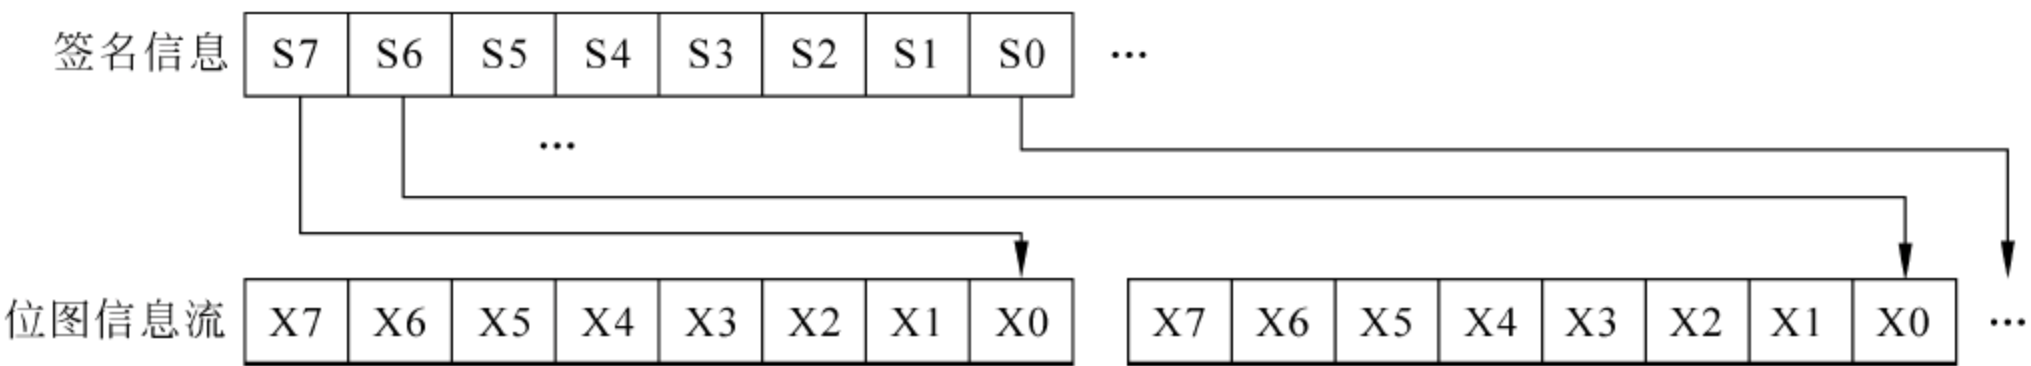 签名信息 S7 S6 S5 S4 S3 S2 S1 S0 …
…
位图信息流 X7 X6 X5 X4 X3 X2 X1 X0 X7 X6 X5 X4 X3 X2 X1 X0 …